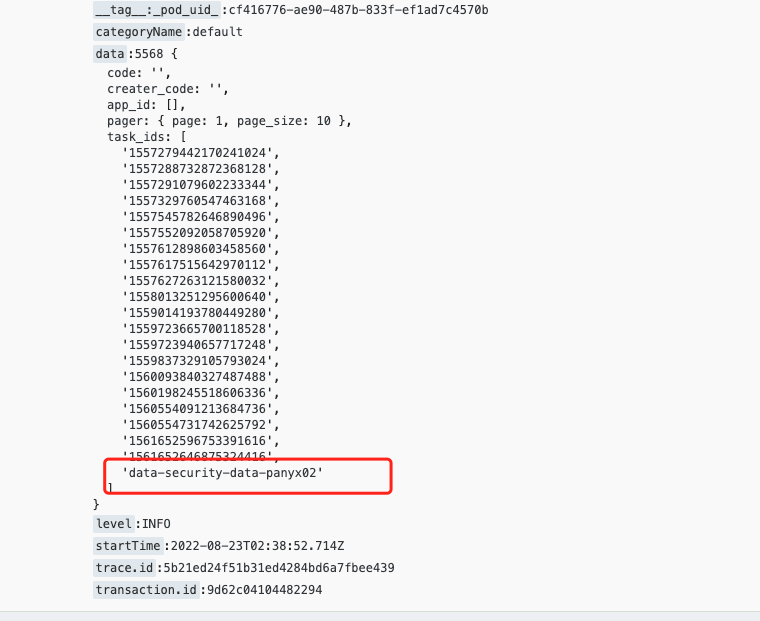 __tag__:_pod_uid_:cf416776-ae90-487b-833f-ef1ad7c4570b
categoryName:default
data:5568 {
code: '',
creater_code: '',
app_id: [],
pager: { page: 1, page_size: 10 },
task_ids: [
'1557279442170241024',
'1557288732872368128',
'1557291079602233344',
'1557329760547463168',
'1557545782646890496',
'1557552092058705920',
'1557612898603458560',
'1557617515642970112',
'1557627263121580032',
'1558013251295600640',
'1559014193780449280',
'1559723665700118528',
'1559723940657717248',
'1559837329105793024',
'1560093840327487488',
'1560198245518606336',
'1560554091213684736',
'1560554731742625792',
'1561652596753391616',
'1561652646875324416',
'data-security-data-panyx02'
]
}
level:INFO
startTime:2022-08-23T02:38:52.714Z
trace.id:5b21ed24f51b31ed4284bd6a7fbee439
transaction.id:9d62c04104482294